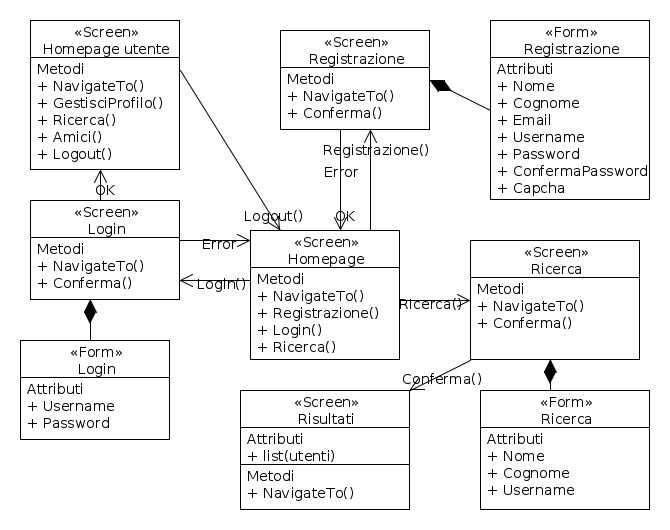 «Screen»
Homepage utente
Metodi
+ NavigateTo()
+ GestisciProfilo()
+ Ricerca()
+ Amici()
+ Logout()
«Screen»
Registrazione
Metodi
+ NavigateTo()
+ Conferma()
«Form»
Registrazione
Attributi
+ Nome
+ Cognome
+ Email
+ Username
+ Password
+ ConfermaPassword
+ Capcha
Registrazione()
Error
OK
Logout()
OK
«Screen»
Login
Metodi
+ NavigateTo()
+ Conferma()
Error
Login()
«Screen»
Homepage
Metodi
+ NavigateTo()
+ Registrazione()
+ Login()
+ Ricerca()
Ricerca()
«Screen»
Ricerca
Metodi
+ NavigateTo()
+ Conferma()
«Form»
Login
Attributi
+ Username
+ Password
Conferma()
«Screen»
Risultati
Attributi
+ list(utenti)
Metodi
+ NavigateTo()
«Form»
Ricerca
Attributi
+ Nome
+ Cognome
+ Username